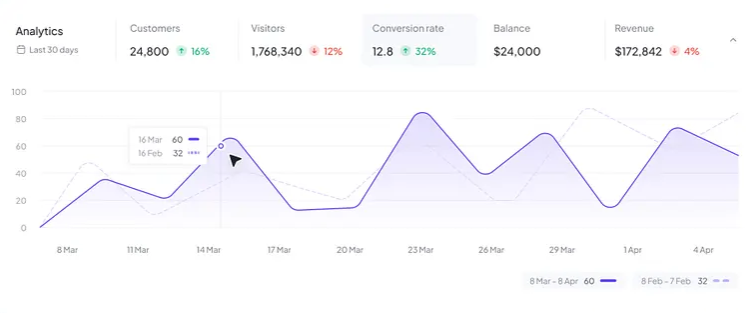 Analytics
Last 30 days
Customers
24,800 16%
Visitors
1,768,340 12%
Conversion rate
12.8 32%
Balance
$24,000
Revenue
$172,842 4%
100
80
60
40
20
0
16 Mar 60
16 Feb 32
8 Mar 11 Mar 14 Mar 17 Mar 20 Mar 23 Mar 26 Mar 29 Mar 1 Apr 4 Apr
8 Mar - 8 Apr 60 8 Feb - 7 Feb 32